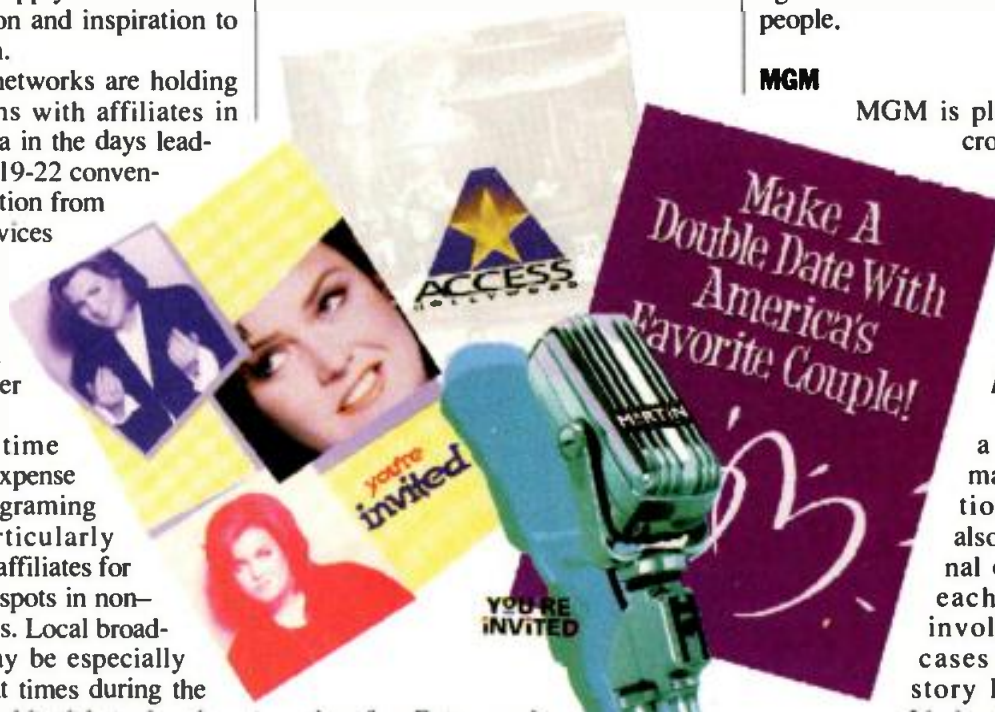 on and inspiration to
networks are holding
ns with affiliates in
a in the days lead-
19-22 conven-
tion from
vices
er
time
xpense
graming
rticularly
affiliates for
spots in non–
s. Local broad-
ay be especially
t times during the
people.
MGM
MGM is pl
cro
a
ma
tio
also
nal
each
invol
cases
story
ACCESS
HOLLYWOOD
you're
invited
Make A
Double Date With
America's
Favorite Couple!
MARTIN
YOU'RE
INVITED